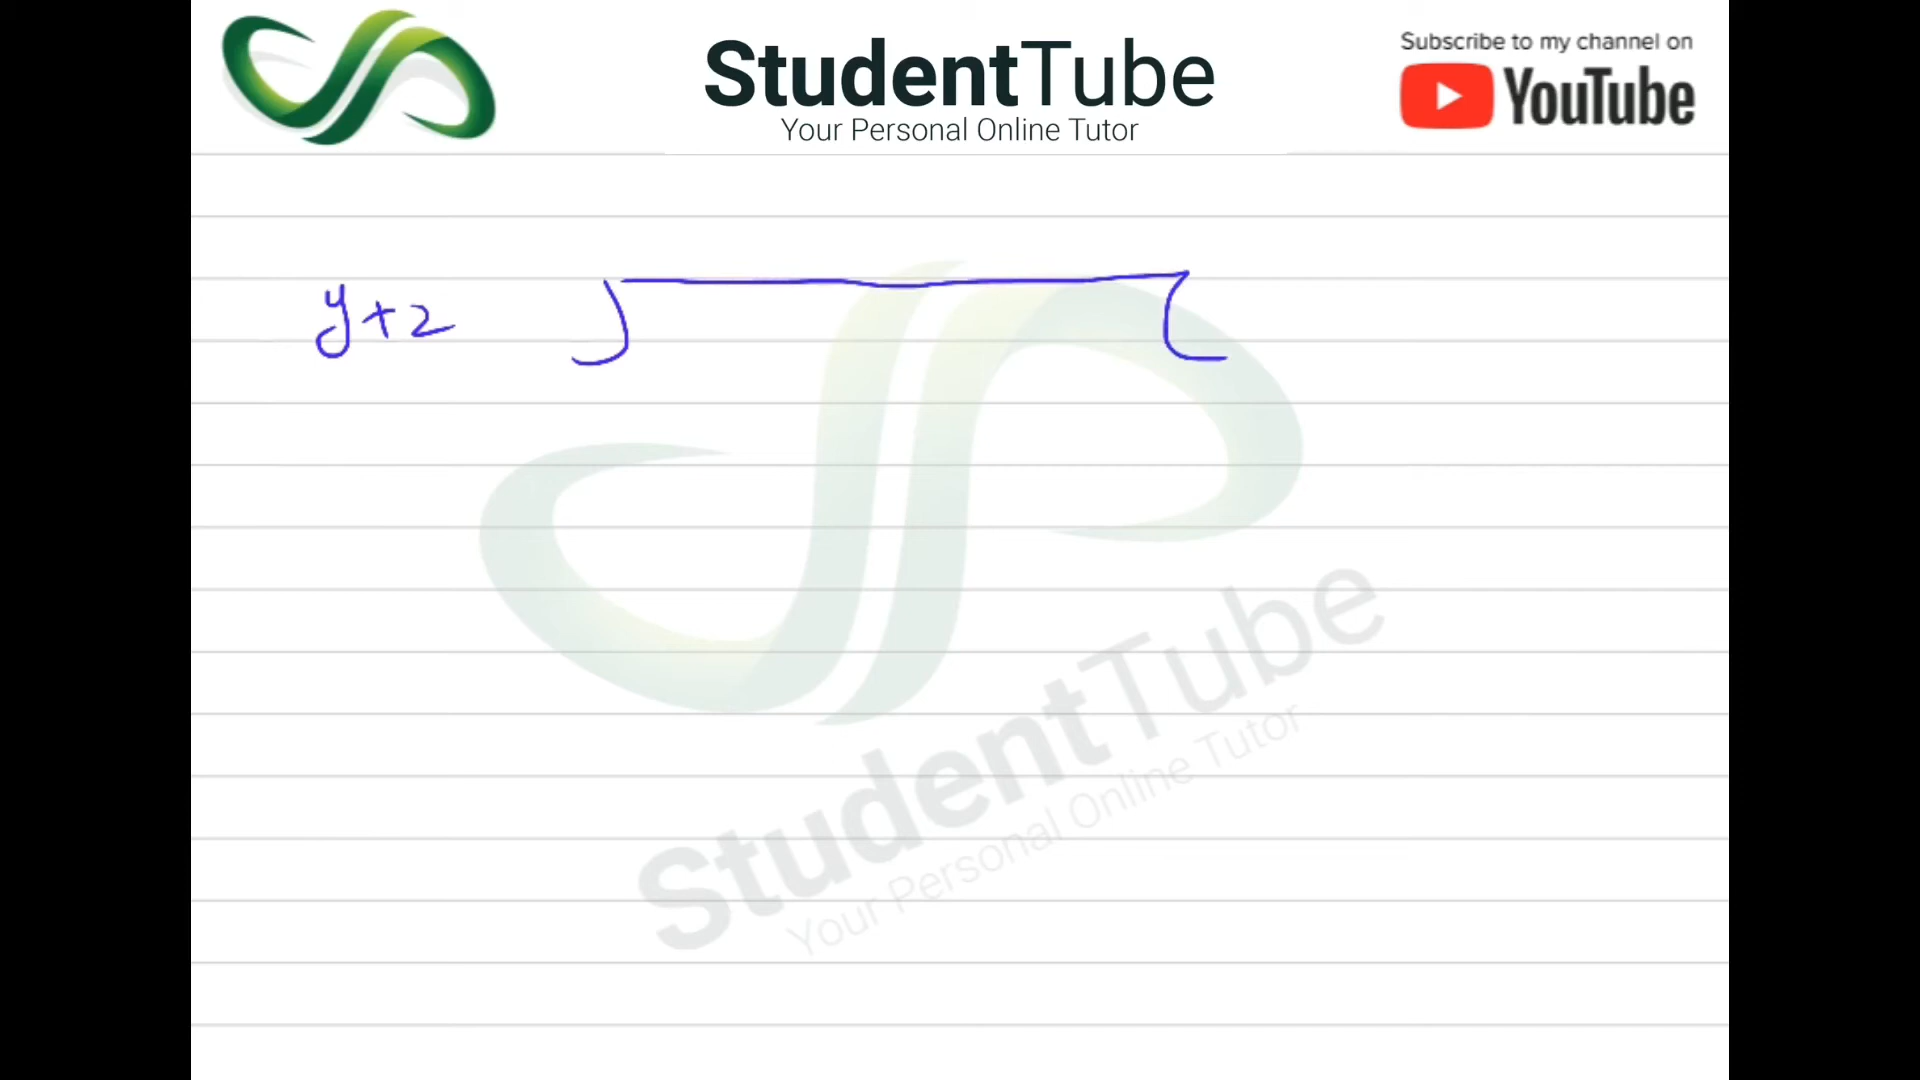 StudentTube
Your Personal Online Tutor
Subscribe to my channel on
YouTube
y+2
StudentTube
Your Personal Online Tutor